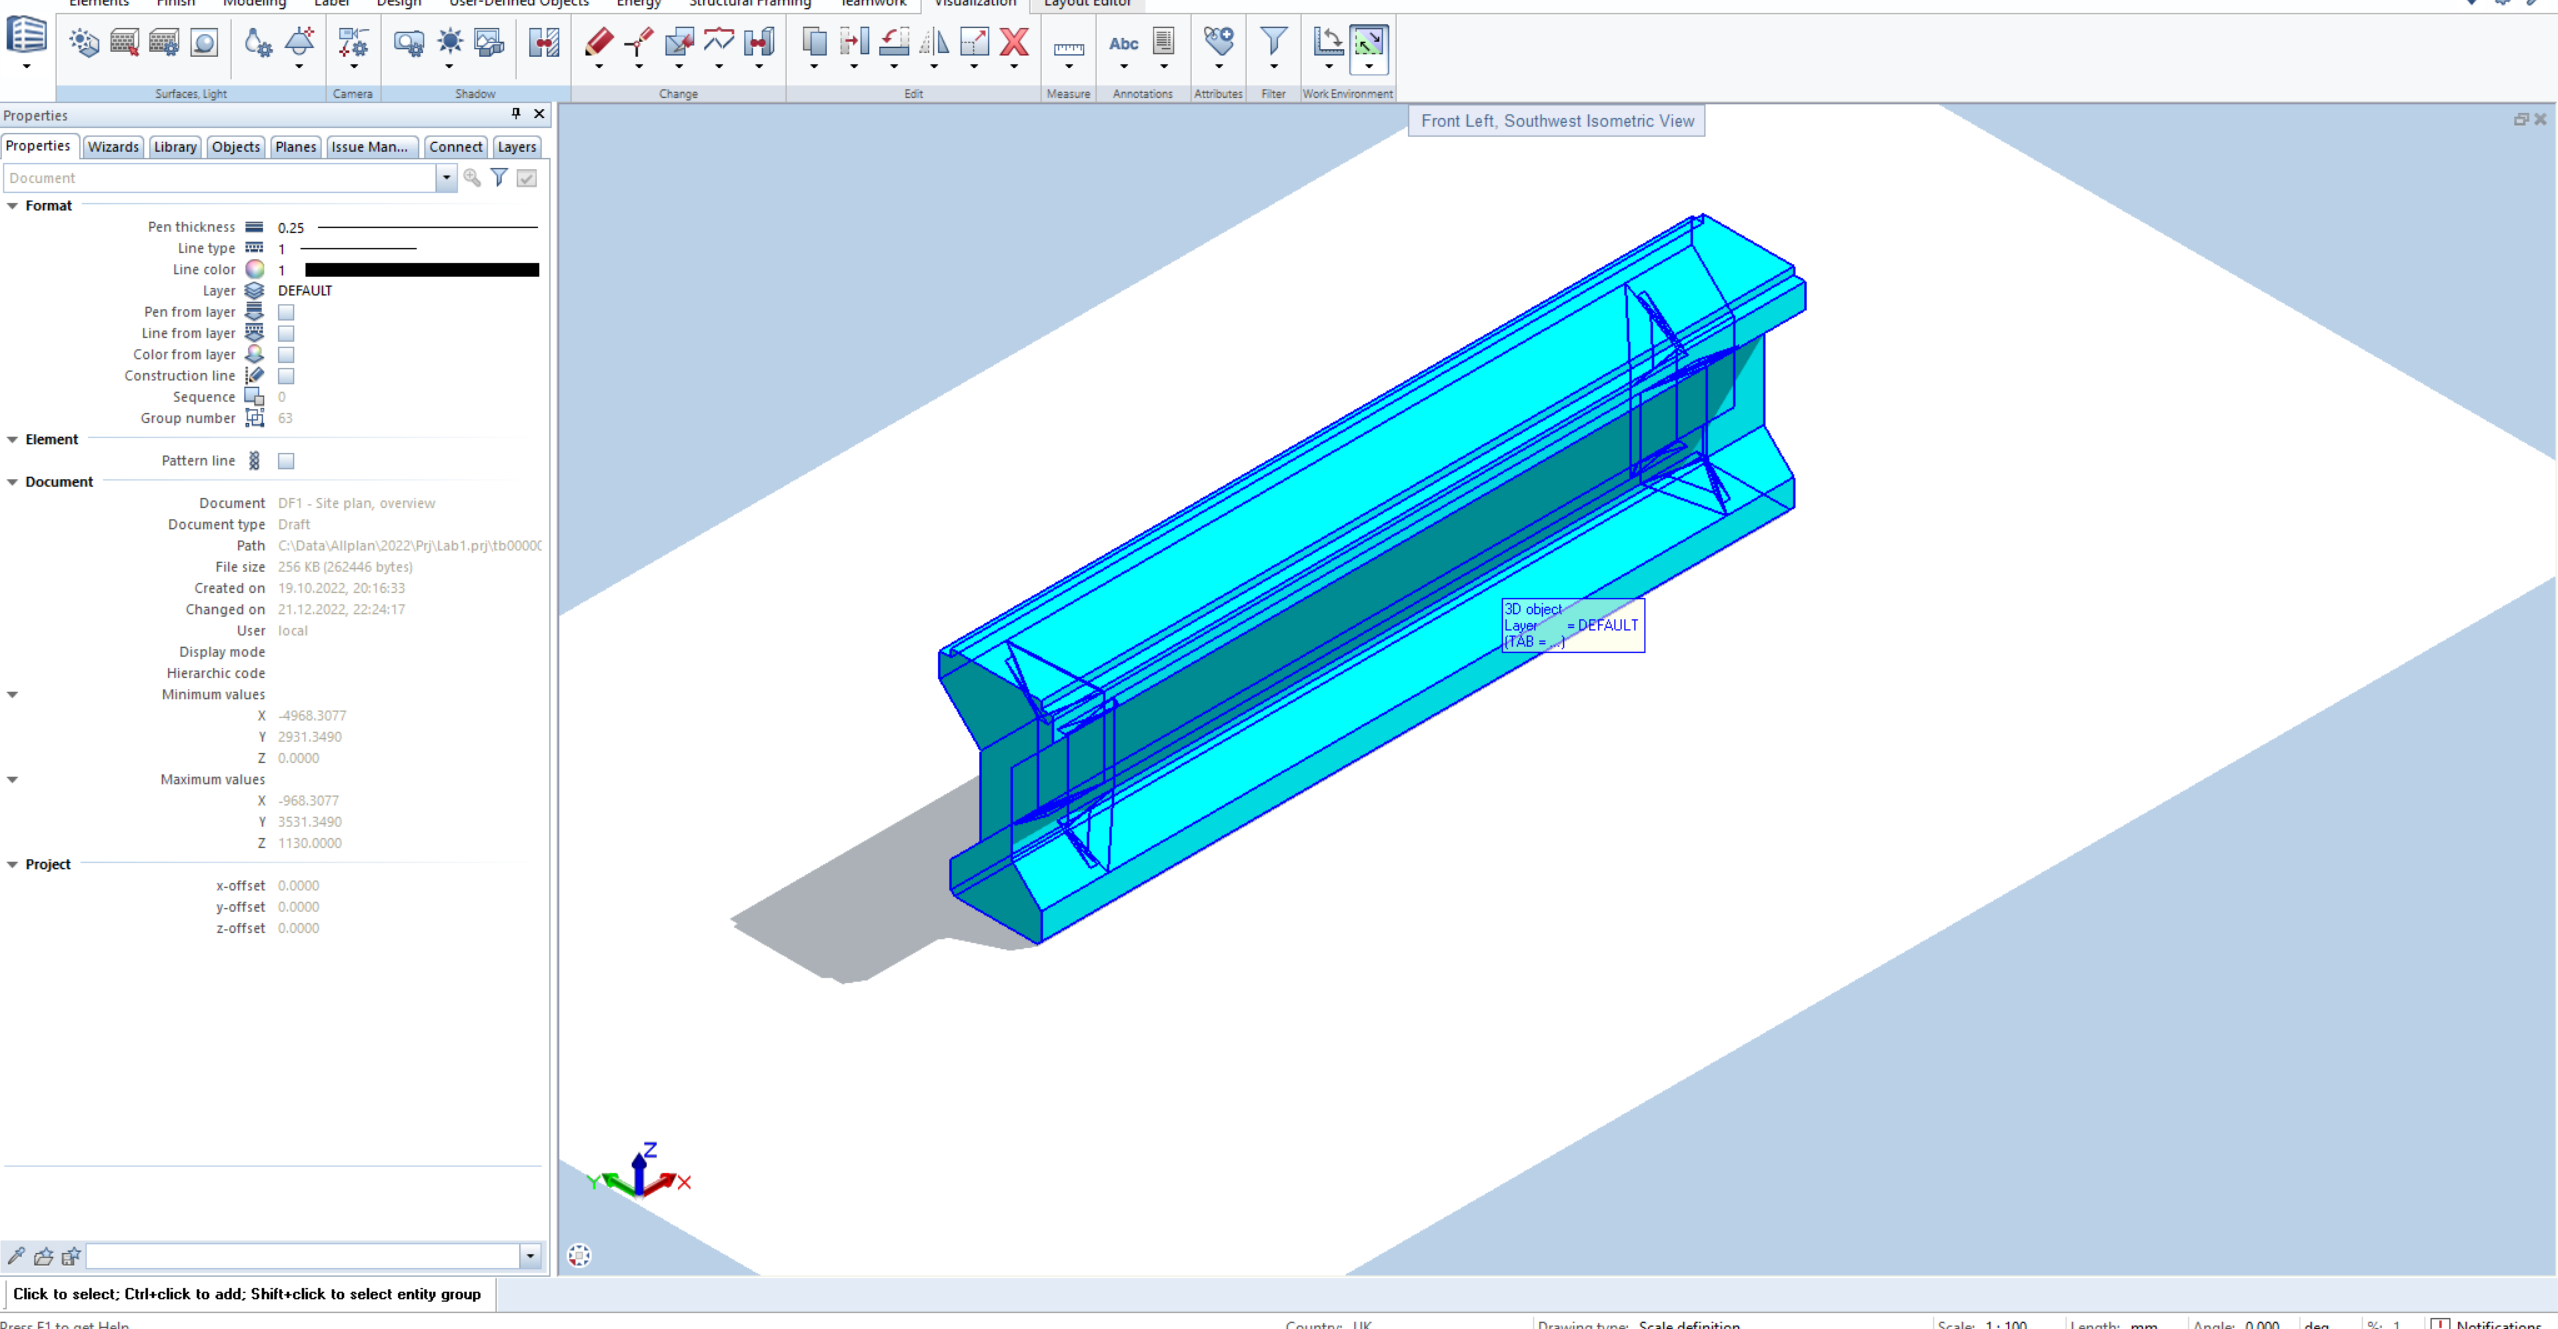 Elements Finish Modeling Label Design User-Defined Objects Energy Structural Framing Teamwork Visualization Layout Editor
Abc
Surfaces, Light Camera Shadow Change Edit Measure Annotations Attributes Filter Work Environment
Properties
Front Left, Southwest Isometric View
Properties Wizards Library Objects Planes Issue Man... Connect Layers
Document
Format
Pen thickness 0.25
Line type 1
Line color 1
Layer DEFAULT
Pen from layer
Line from layer
Color from layer
Construction line
Sequence 0
Group number 63
Element
Pattern line
Document
Document DF1 - Site plan, overview
Document type Draft
Path C:\Data\Allplan\2022\Prj\Lab1.prj\tb00000
File size 256 KB (262446 bytes)
Created on 19.10.2022, 20:16:33
Changed on 21.12.2022, 22:24:17
User local
Display mode
Hierarchic code
Minimum values
X -4968.3077
Y 2931.3490
Z 0.0000
Maximum values
X -968.3077
Y 3531.3490
Z 1130.0000
Project
x-offset 0.0000
y-offset 0.0000
z-offset 0.0000
3D object
Layer = DEFAULT
(TAB = ...)
Z
Y X
Click to select; Ctrl+click to add; Shift+click to select entity group
Press F1 to get Help. Country: UK Drawing type: Scale definition Scale: 1 : 100 Length: mm Angle: 0.000 deg %: 1 Notifications